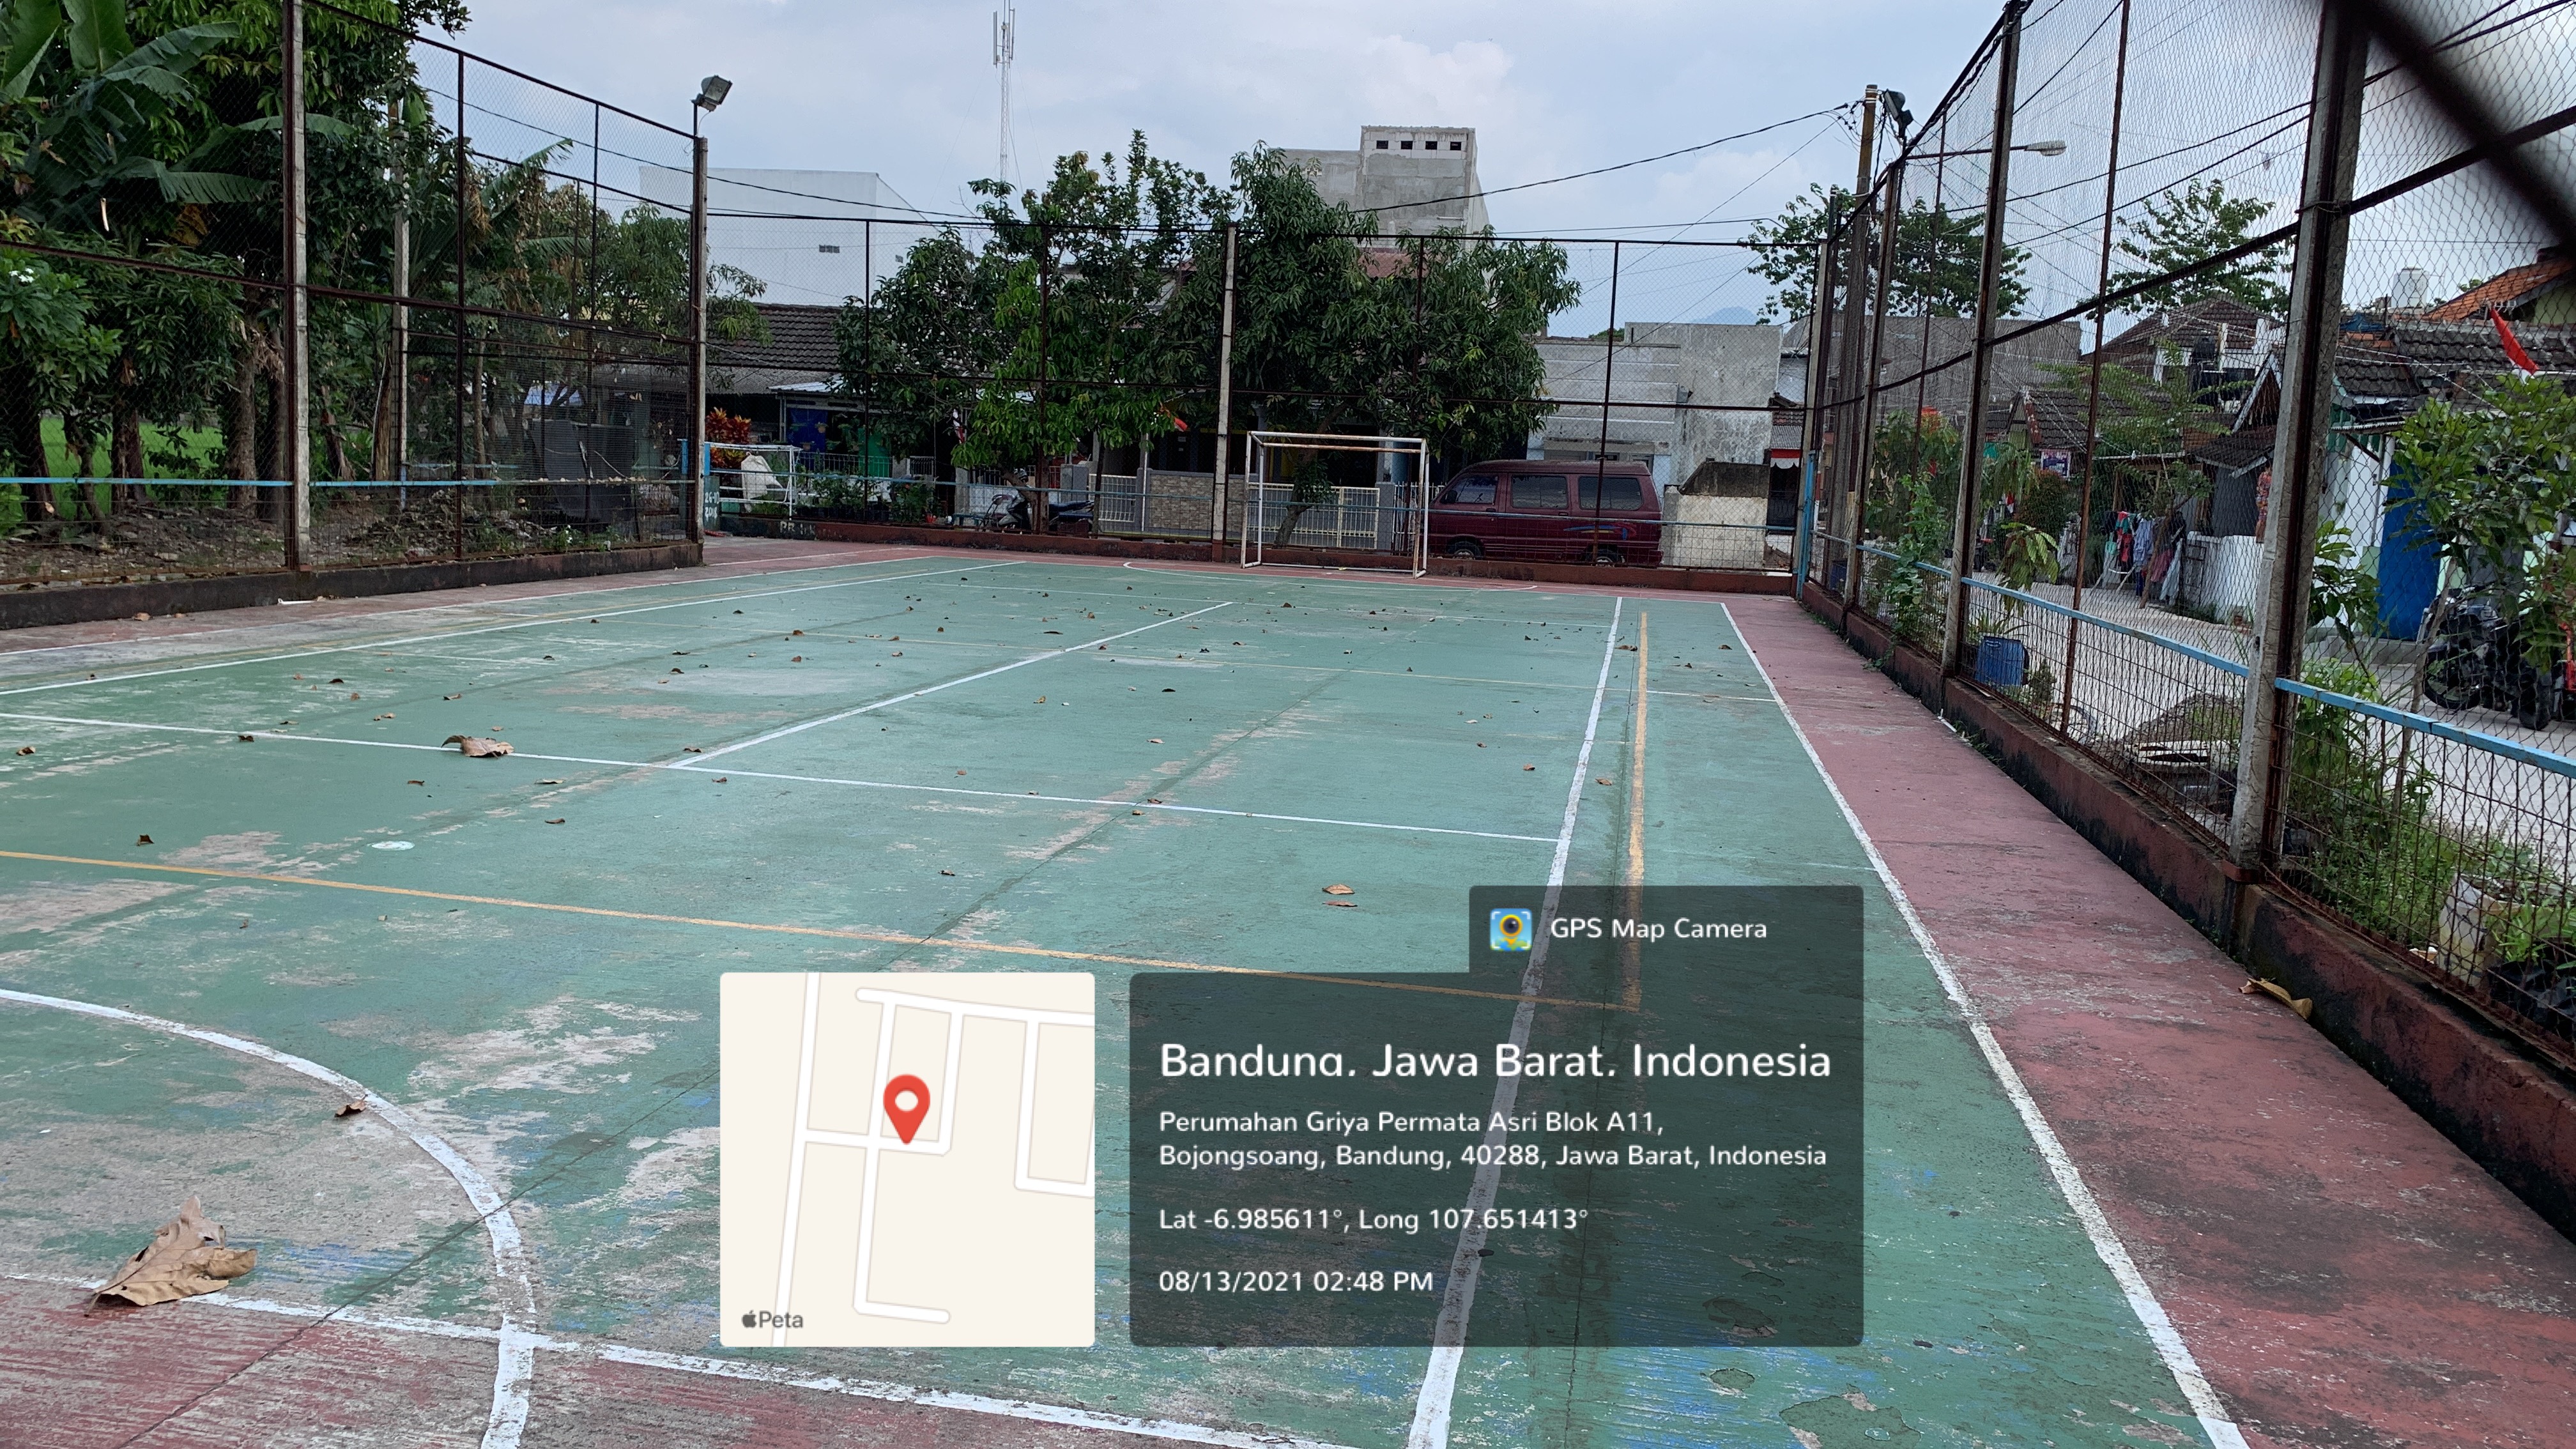 GPS Map Camera
Bandung, Jawa Barat, Indonesia
Perumahan Griya Permata Asri Blok A11,
Bojongsoang, Bandung, 40288, Jawa Barat, Indonesia
Lat -6.985611°, Long 107.651413°
08/13/2021 02:48 PM
Peta